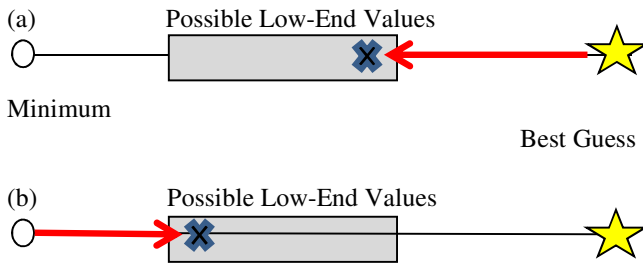 (a)
Possible Low-End Values
Minimum
Best Guess
(b)
Possible Low-End Values